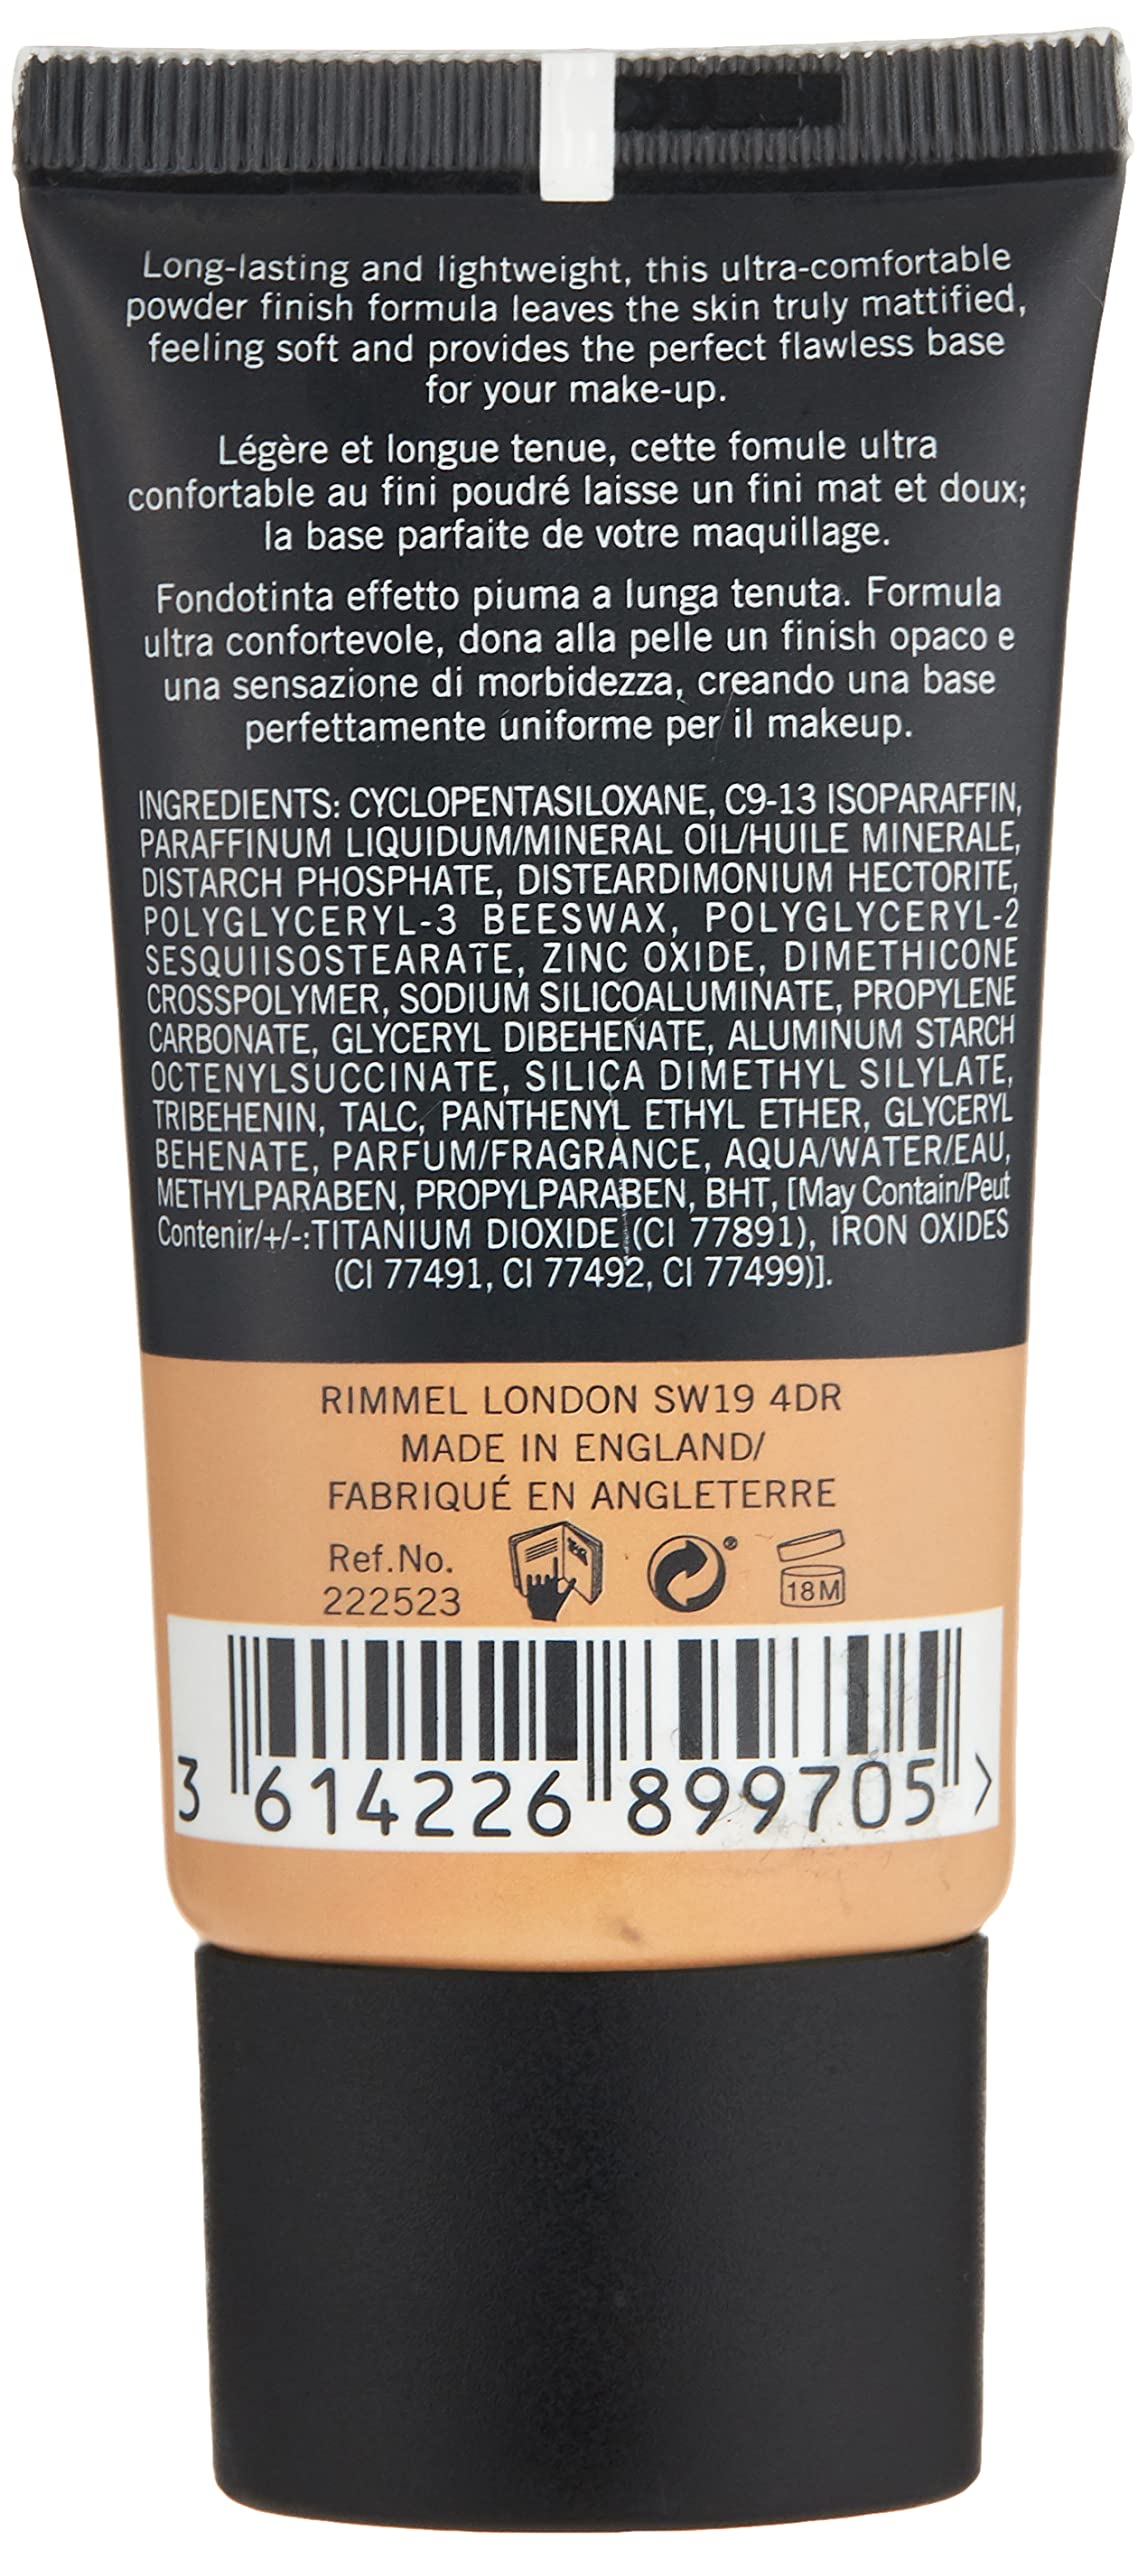 Long-lasting and lightweight, this ultra-comfortable
powder finish formula leaves the skin truly mattified,
feeling soft and provides the perfect flawless base
for your make-up.
Légère et longue tenue, cette fomule ultra
confortable au fini poudré laisse un fini mat et doux;
la base parfaite de votre maquillage.
Fondotinta effetto piuma a lunga tenuta. Formula
ultra confortevole, dona alla pelle un finish opaco e
una sensazione di morbidezza, creando una base
perfettamente uniforme per il makeup.
INGREDIENTS: CYCLOPENTASILOXANE, C9-13 ISOPARAFFIN,
PARAFFINUM LIQUIDUM/MINERAL OIL/HUILE MINERALE,
DISTARCH PHOSPHATE, DISTEARDIMONIUM HECTORITE,
POLYGLYCERYL-3 BEESWAX, POLYGLYCERYL-2
SESQUIISOSTEARATE, ZINC OXIDE, DIMETHICONE
CROSSPOLYMER, SODIUM SILICOALUMINATE, PROPYLENE
CARBONATE, GLYCERYL DIBEHENATE, ALUMINUM STARCH
OCTENYLSUCCINATE, SILICA DIMETHYL SILYLATE,
TRIBEHENIN, TALC, PANTHENYL ETHYL ETHER, GLYCERYL
BEHENATE, PARFUM/FRAGRANCE, AQUA/WATER/EAU,
METHYLPARABEN, PROPYLPARABEN, BHT, [May Contain/Peut
Contenir/+/-:TITANIUM DIOXIDE (CI 77891), IRON OXIDES
(CI 77491, CI 77492, CI 77499)].
RIMMEL LONDON SW19 4DR
MADE IN ENGLAND/
FABRIQUÉ EN ANGLETERRE
Ref.No.
222523
18M
3 614226 899705 >